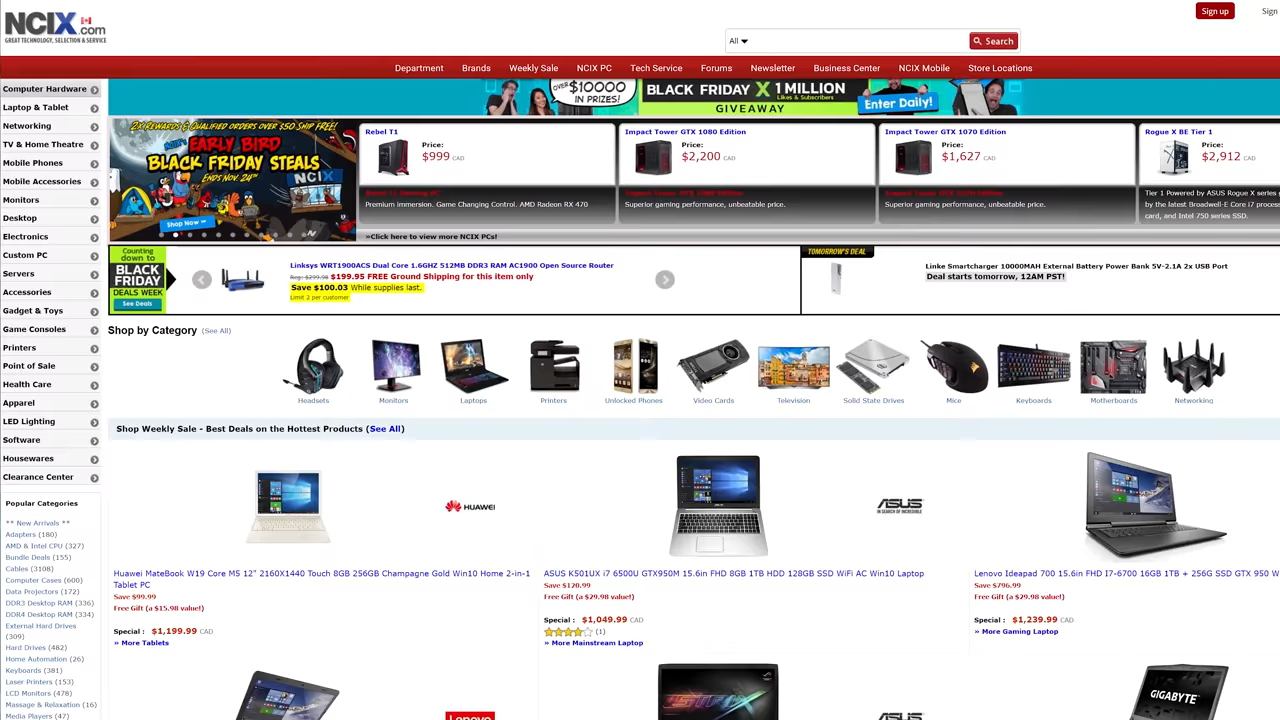 NCIX.com
GREAT TECHNOLOGY, SELECTION & SERVICE
Sign up
Sign
All
Search
Department
Brands
Weekly Sale
NCIX PC
Tech Service
Forums
Newsletter
Business Center
NCIX Mobile
Store Locations
Computer Hardware
Laptop & Tablet
Networking
TV & Home Theatre
Mobile Phones
Mobile Accessories
Monitors
Desktop
Electronics
Custom PC
Servers
Accessories
Gadget & Toys
Game Consoles
Printers
Point of Sale
Health Care
Apparel
LED Lighting
Software
Housewares
Clearance Center
Popular Categories
** New Arrivals **
Adapters (180)
AMD & Intel CPU (327)
Bundle Deals (155)
Cables (3108)
Computer Cases (600)
Data Projectors (172)
DDR3 Desktop RAM (336)
DDR4 Desktop RAM (334)
External Hard Drives
(309)
Hard Drives (482)
Home Automation (26)
Keyboards (381)
Laser Printers (153)
LCD Monitors (478)
Massage & Relaxation (16)
Media Players (47)
OVER $10000
IN PRIZES!
BLACK FRIDAY X 1 MILLION
Likes & Subscribers
GIVEAWAY
Enter Daily!
2X REWARDS & QUALIFIED ORDERS OVER $50 SHIP FREE!
NCIX's
EARLY BIRD
BLACK FRIDAY STEALS
ENDS NOV. 24TH
NCIX
Shop Now
Rebel T1
Price:
$999 CAD
Rebel T1 Gaming PC
Premium immersion. Game Changing Control. AMD Radeon RX 470
Impact Tower GTX 1080 Edition
Price:
$2,200 CAD
Impact Tower GTX 1080 Edition
Superior gaming performance, unbeatable price.
Impact Tower GTX 1070 Edition
Price:
$1,627 CAD
Impact Tower GTX 1070 Edition
Superior gaming performance, unbeatable price.
Rogue X BE Tier 1
Price:
$2,912 CAD
Tier 1 Powered by ASUS Rogue X series
by the latest Broadwell-E Core i7 process
card, and Intel 750 series SSD.
»Click here to view more NCIX PCs!
Counting
down to
BLACK
FRIDAY
DEALS WEEK
See Deals
Linksys WRT1900ACS Dual Core 1.6GHZ 512MB DDR3 RAM AC1900 Open Source Router
Reg: $299.98 $199.95 FREE Ground Shipping for this item only
Save $100.03 While supplies last.
Limit 2 per customer
TOMORROW'S DEAL
Linke Smartcharger 10000MAH External Battery Power Bank 5V-2.1A 2x USB Port
Deal starts tomorrow, 12AM PST!
Shop by Category (See All)
Headsets
Monitors
Laptops
Printers
Unlocked Phones
Video Cards
Television
Solid State Drives
Mice
Keyboards
Motherboards
Networking
Shop Weekly Sale - Best Deals on the Hottest Products (See All)
HUAWEI
Huawei MateBook W19 Core M5 12" 2160X1440 Touch 8GB 256GB Champagne Gold Win10 Home 2-in-1
Tablet PC
Save $99.99
Free Gift (a $15.98 value!)
Special : $1,199.99 CAD
» More Tablets
ASUS
IN SEARCH OF INCREDIBLE
ASUS K501UX i7 6500U GTX950M 15.6in FHD 8GB 1TB HDD 128GB SSD WiFi AC Win10 Laptop
Save $120.99
Free Gift (a $29.98 value!)
Special : $1,049.99 CAD
(1)
» More Mainstream Laptop
Lenovo Ideapad 700 15.6in FHD I7-6700 16GB 1TB + 256G SSD GTX 950 W
Save $796.99
Free Gift (a $29.98 value!)
Special : $1,239.99 CAD
» More Gaming Laptop
Lenovo
ASUS
GIGABYTE